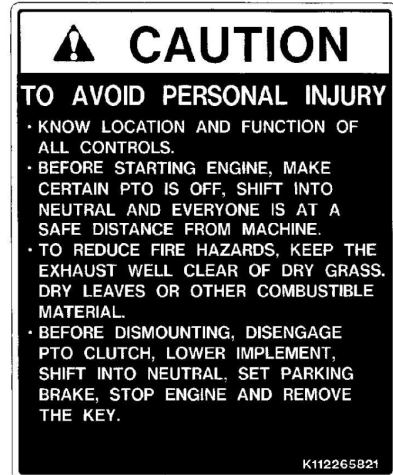 CAUTION
TO AVOID PERSONAL INJURY
· KNOW LOCATION AND FUNCTION OF
ALL CONTROLS.
· BEFORE STARTING ENGINE, MAKE
CERTAIN PTO IS OFF, SHIFT INTO
NEUTRAL AND EVERYONE IS AT A
SAFE DISTANCE FROM MACHINE.
· TO REDUCE FIRE HAZARDS, KEEP THE
EXHAUST WELL CLEAR OF DRY GRASS.
DRY LEAVES OR OTHER COMBUSTIBLE
MATERIAL.
· BEFORE DISMOUNTING, DISENGAGE
PTO CLUTCH, LOWER IMPLEMENT,
SHIFT INTO NEUTRAL, SET PARKING
BRAKE, STOP ENGINE AND REMOVE
THE KEY.
K112265821